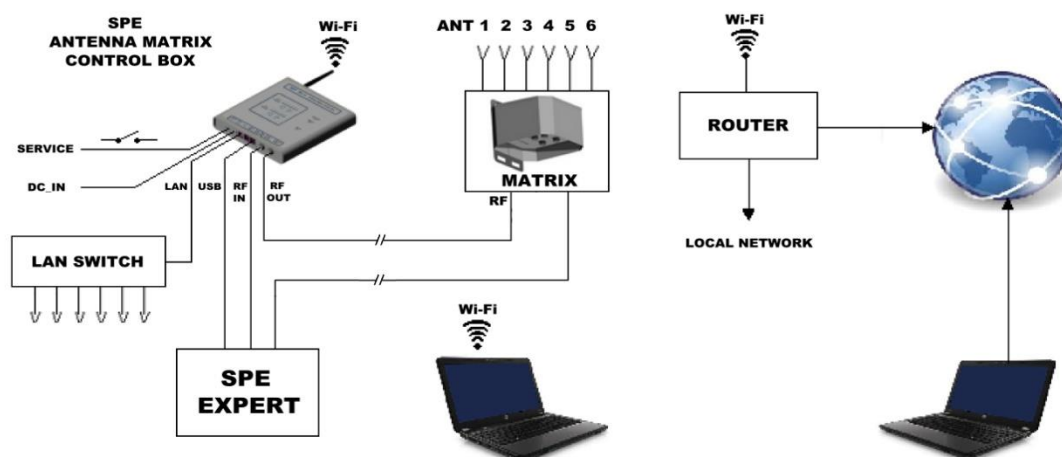 SPE
ANTENNA MATRIX
CONTROL BOX
Wi-Fi
ANT 1 2 3 4 5 6
Wi-Fi
SERVICE
DC_IN
LAN
USB
RF
IN
RF
OUT
MATRIX
RF
ROUTER
LAN SWITCH
LOCAL NETWORK
Wi-Fi
SPE
EXPERT